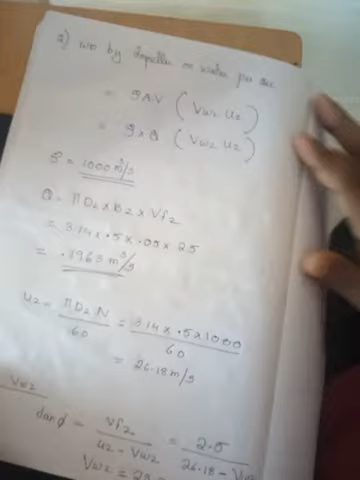 2) WD by Impeller on water per sec
= ρAV (Vw2 u2)
= ρ×Q (Vw2 u2)
ρ = 1000 m³/s
Q = πD2×B2×Vf2
= 3.14×.5×.05×25
= .1963 m³/s
u2 = πD2N/60 = 3.14×.5×1000/60
= 26.18 m/s
Vw2
tanφ = Vf2/(u2-Vw2) = 2.5/(26.18-V
Vw2 = 2